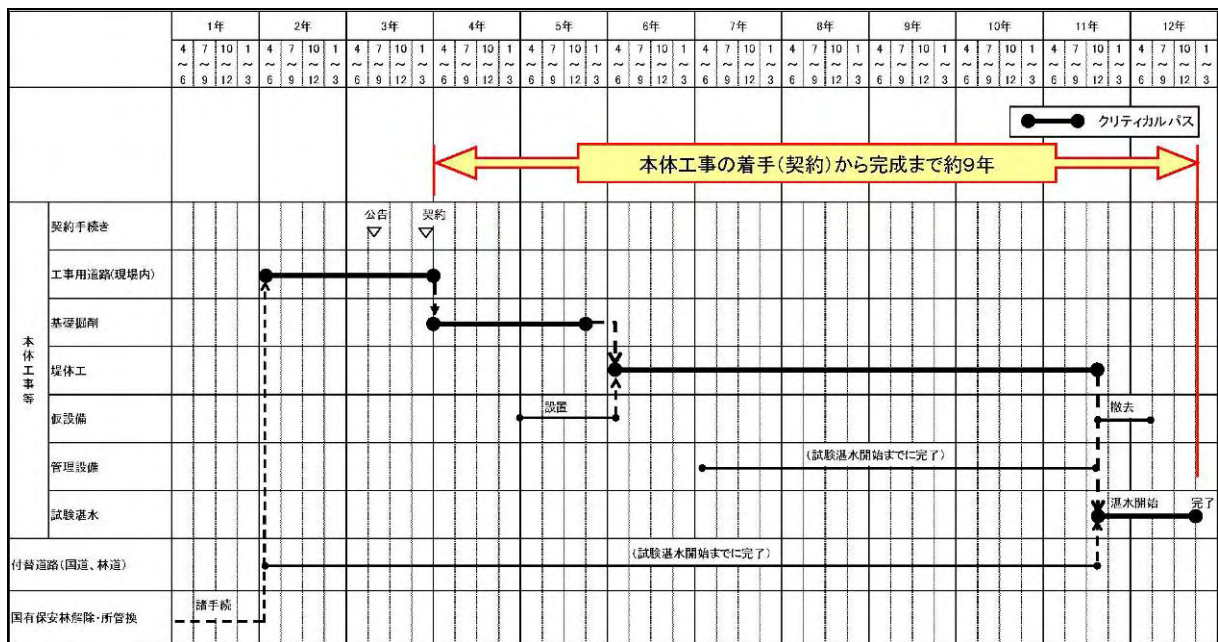 1年 2年 3年 4年 5年 6年 7年 8年 9年 10年 11年 12年
4～6 7～9 10～12 1～3 4～6 7～9 10～12 1～3 4～6 7～9 10～12 1～3 4～6 7～9 10～12 1～3 4～6 7～9 10～12 1～3 4～6 7～9 10～12 1～3 4～6 7～9 10～12 1～3 4～6 7～9 10～12 1～3 4～6 7～9 10～12 1～3 4～6 7～9 10～12 1～3 4～6 7～9 10～12 1～3 4～6 7～9 10～12 1～3
クリティカルパス
本体工事の着手(契約)から完成まで約9年
本体工事等
契約手続き
公告 契約
工事用道路(現場内)
基礎掘削
堤体工
仮設備
設置
撤去
管理設備
(試験湛水開始までに完了)
試験湛水
湛水開始 完了
付替道路(国道、林道)
(試験湛水開始までに完了)
国有保安林解除・所管換
諸手続